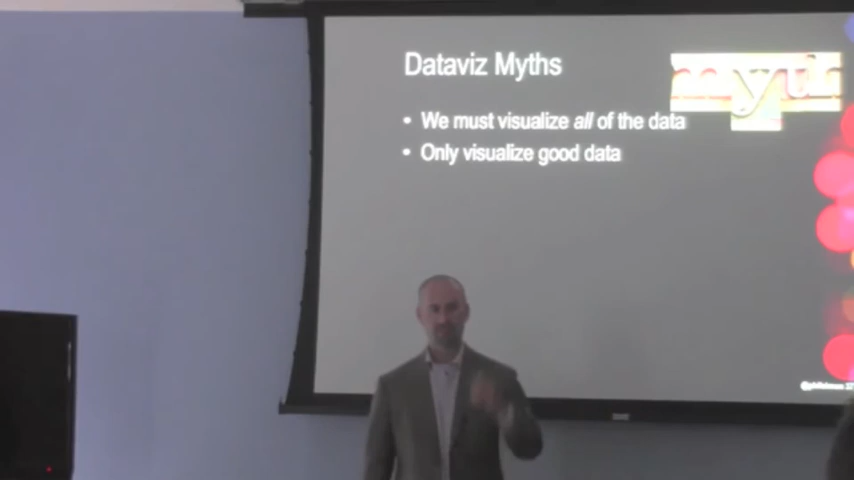 Dataviz Myths
myth
• We must visualize all of the data
• Only visualize good data